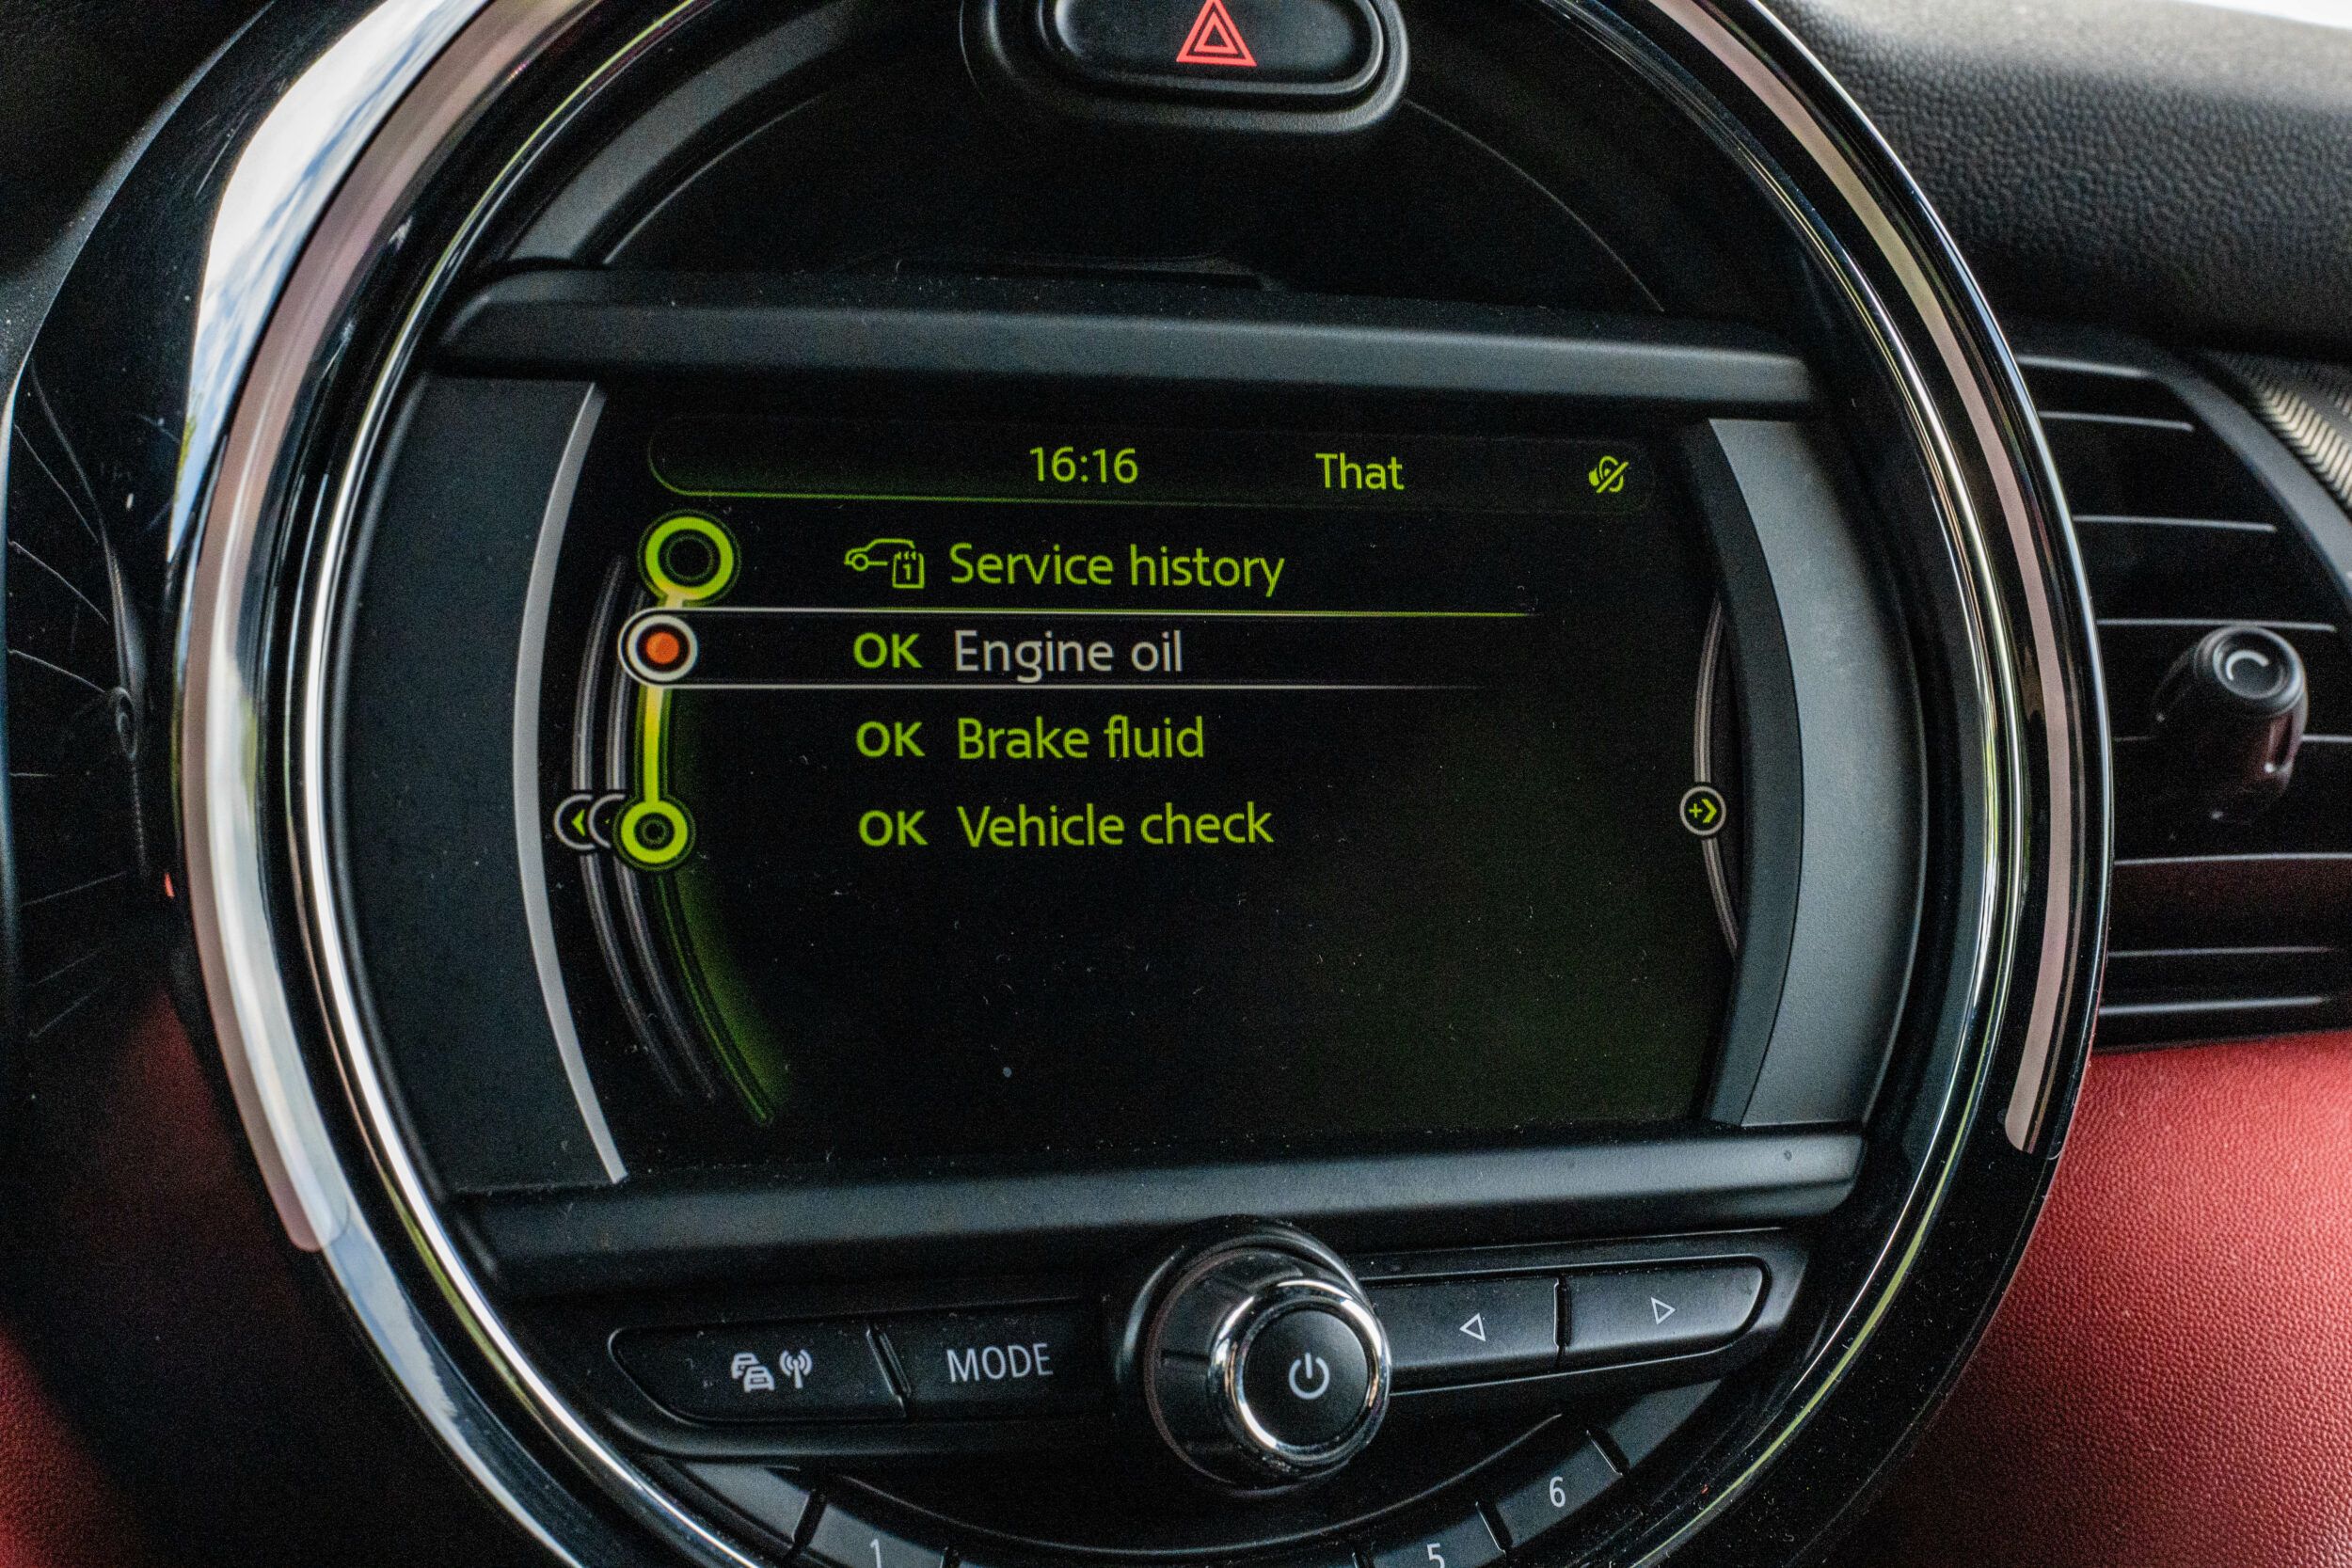 16:16 That
Service history
OK Engine oil
OK Brake fluid
OK Vehicle check
MODE
1
5
6